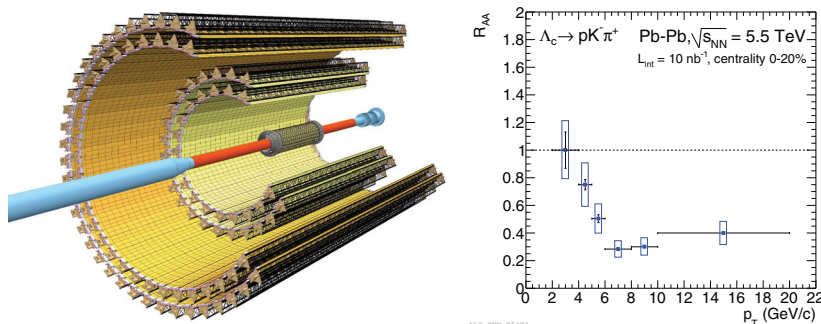 R_AA
Λ_c → pK⁻π⁺ Pb-Pb, √s_NN = 5.5 TeV
L_int = 10 nb⁻¹, centrality 0-20%
2
1.8
1.6
1.4
1.2
1
0.8
0.6
0.4
0.2
0
0 2 4 6 8 10 12 14 16 18 20 22
p_T (GeV/c)